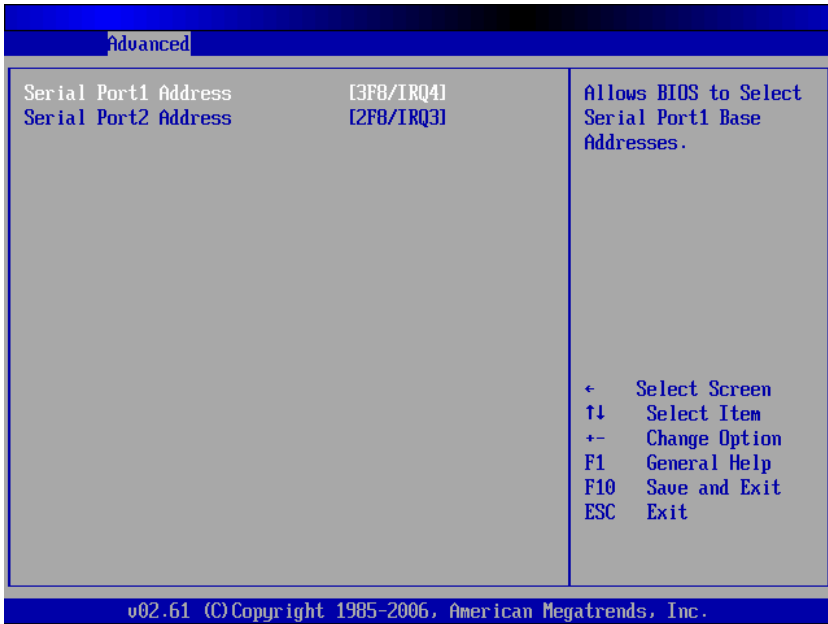 Advanced
Serial Port1 Address [3F8/IRQ4]
Serial Port2 Address [2F8/IRQ3]
Allows BIOS to Select
Serial Port1 Base
Addresses.
← Select Screen
↑↓ Select Item
+- Change Option
F1 General Help
F10 Save and Exit
ESC Exit
v02.61 (C)Copyright 1985-2006, American Megatrends, Inc.